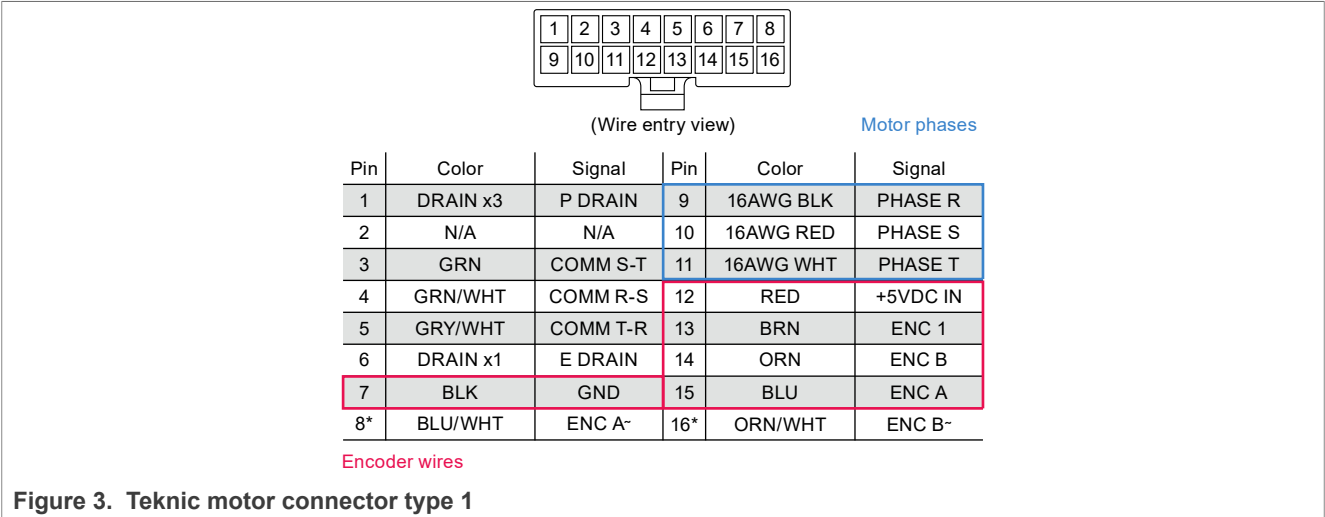 1 2 3 4 5 6 7 8
9 10 11 12 13 14 15 16
(Wire entry view) Motor phases
Pin Color Signal Pin Color Signal
1 DRAIN x3 P DRAIN 9 16AWG BLK PHASE R
2 N/A N/A 10 16AWG RED PHASE S
3 GRN COMM S-T 11 16AWG WHT PHASE T
4 GRN/WHT COMM R-S 12 RED +5VDC IN
5 GRY/WHT COMM T-R 13 BRN ENC 1
6 DRAIN x1 E DRAIN 14 ORN ENC B
7 BLK GND 15 BLU ENC A
8* BLU/WHT ENC A~ 16* ORN/WHT ENC B~
Encoder wires
Figure 3. Teknic motor connector type 1